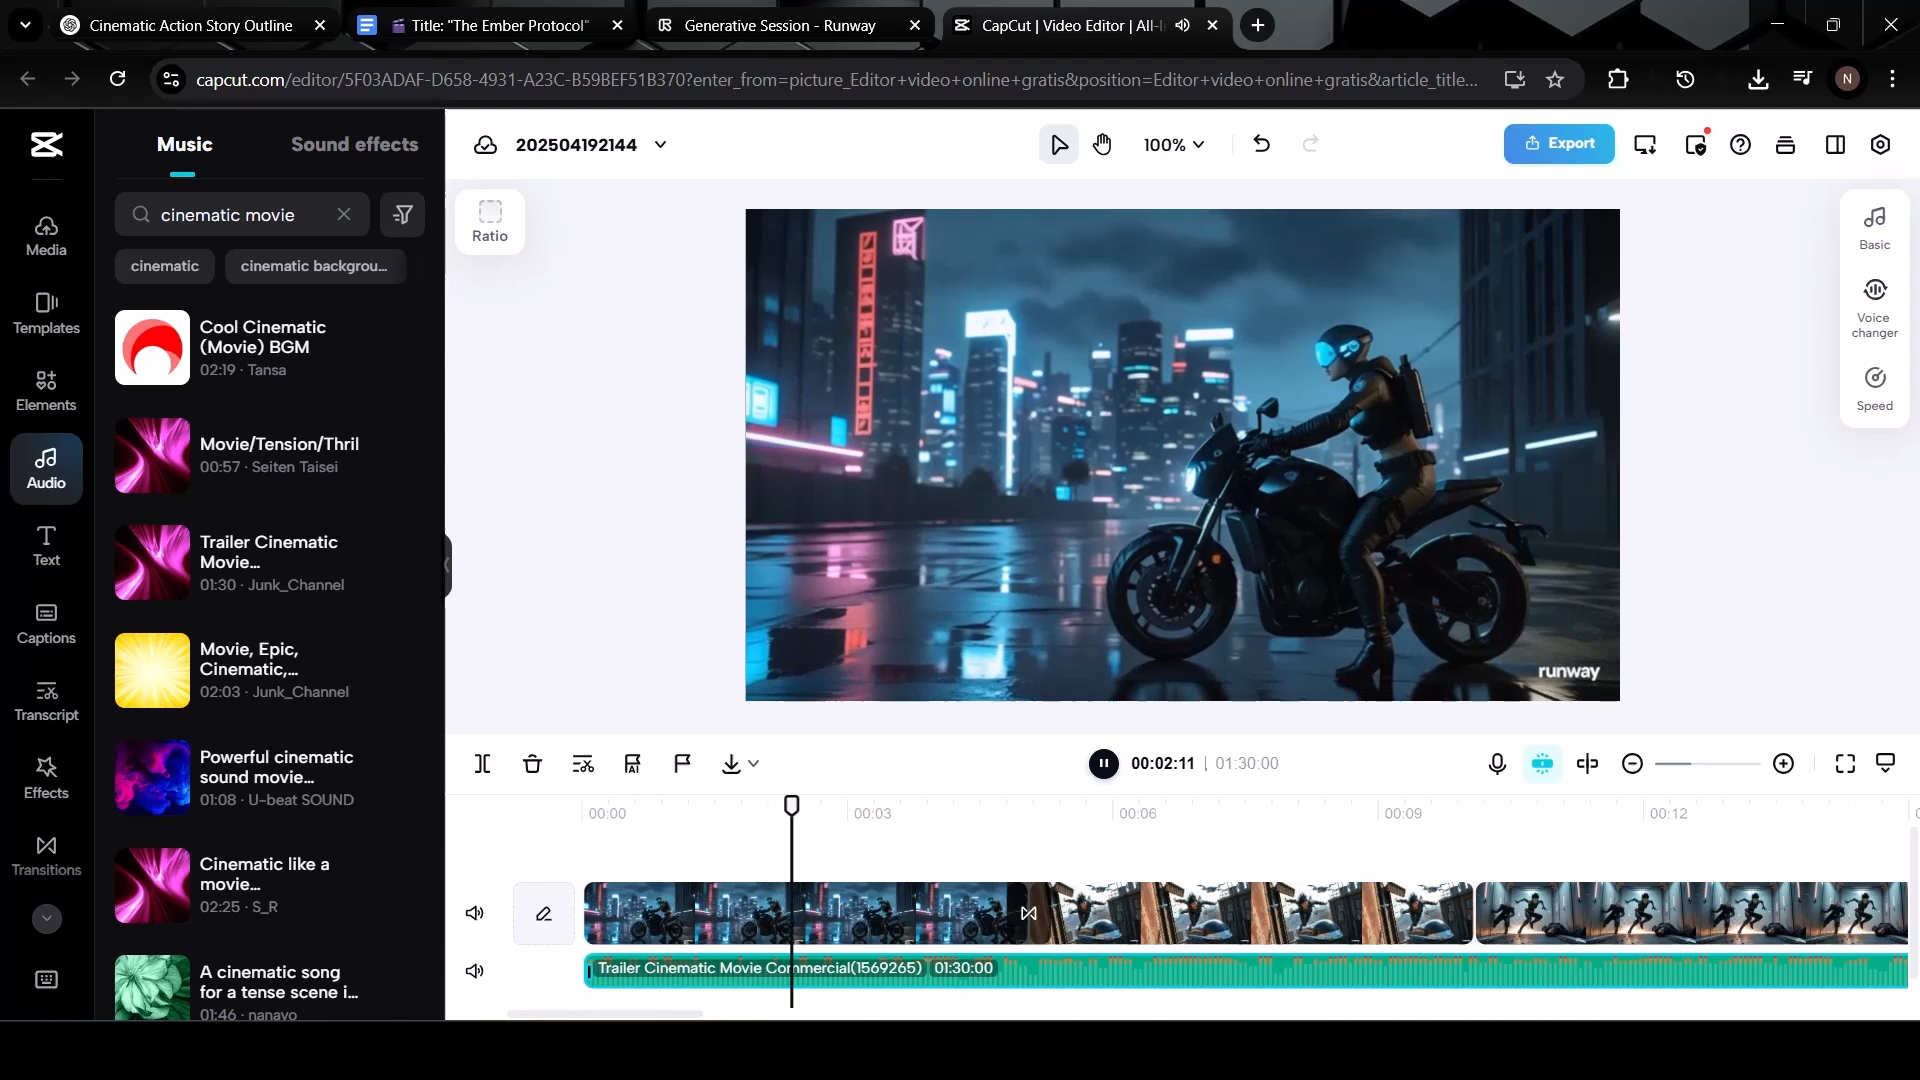 Cinematic Action Story Outline
Title: "The Ember Protocol"
Generative Session - Runway
CapCut | Video Editor | All-I
capcut.com/editor/5F03ADAF-D658-4931-A23C-B59BEF51B370?enter_from=picture_Editor+video+online+gratis&position=Editor+video+online+gratis&article_title...
N
Music
Sound effects
202504192144
100%
Export
cinematic movie
cinematic
cinematic backgrou...
Media
Templates
Elements
Audio
Text
Captions
Transcript
Effects
Transitions
Cool Cinematic
(Movie) BGM
02:19 · Tansa
Movie/Tension/Thril
00:57 · Seiten Taisei
Trailer Cinematic
Movie...
01:30 · Junk_Channel
Movie, Epic,
Cinematic,...
02:03 · Junk_Channel
Powerful cinematic
sound movie...
01:08 · U-beat SOUND
Cinematic like a
movie...
02:25 · S_R
A cinematic song
for a tense scene i...
01:46 · nanayo
Ratio
runway
Basic
Voice
changer
Speed
00:02:11 | 01:30:00
00:00
00:03
00:06
00:09
00:12
Trailer Cinematic Movie Commercial(1569265) 01:30:00